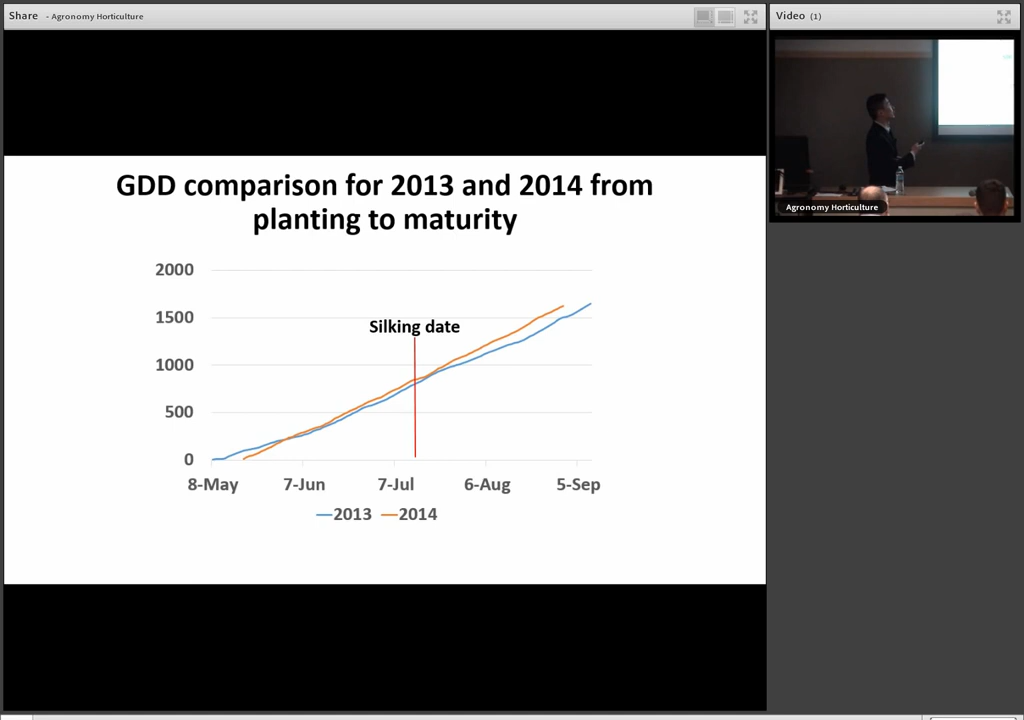 Share - Agronomy Horticulture
Video (1)
Agronomy Horticulture
GDD comparison for 2013 and 2014 from
planting to maturity
2000
1500
1000
500
0
Silking date
8-May 7-Jun 7-Jul 6-Aug 5-Sep
2013 2014